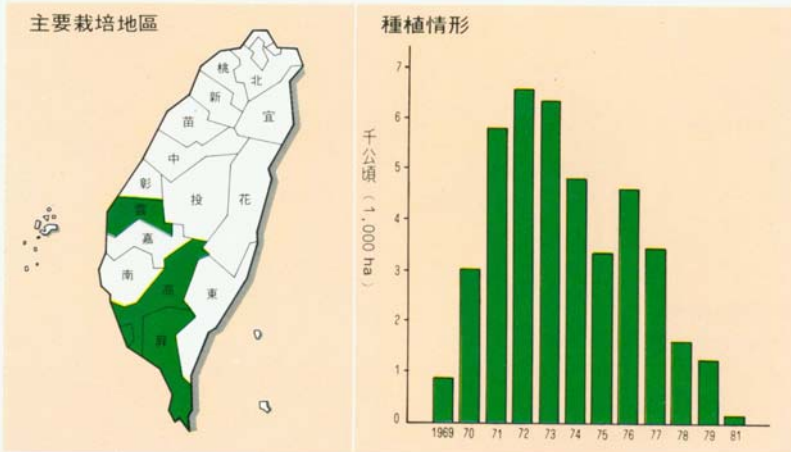 主要栽培地區
桃
北
新
宜
苗
中
彰
投
花
雲
嘉
南
高
東
屏
種植情形
千公頃（1,000 ha）
7
6
5
4
3
2
1
0
1969 70 71 72 73 74 75 76 77 78 79 81